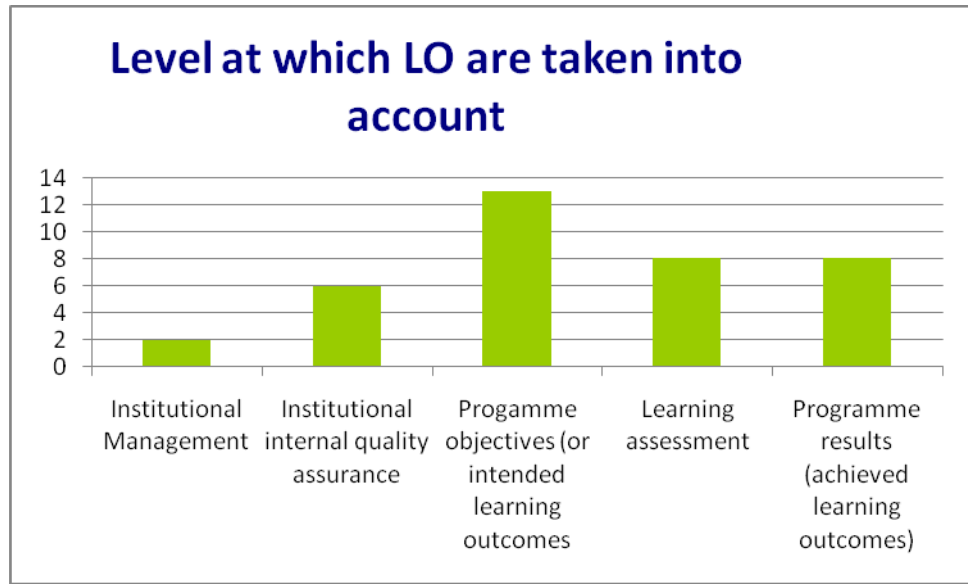 Level at which LO are taken into
account
14
12
10
8
6
4
2
0
Institutional
Management
Institutional
internal quality
assurance
Progamme
objectives (or
intended
learning
outcomes
Learning
assessment
Programme
results
(achieved
learning
outcomes)